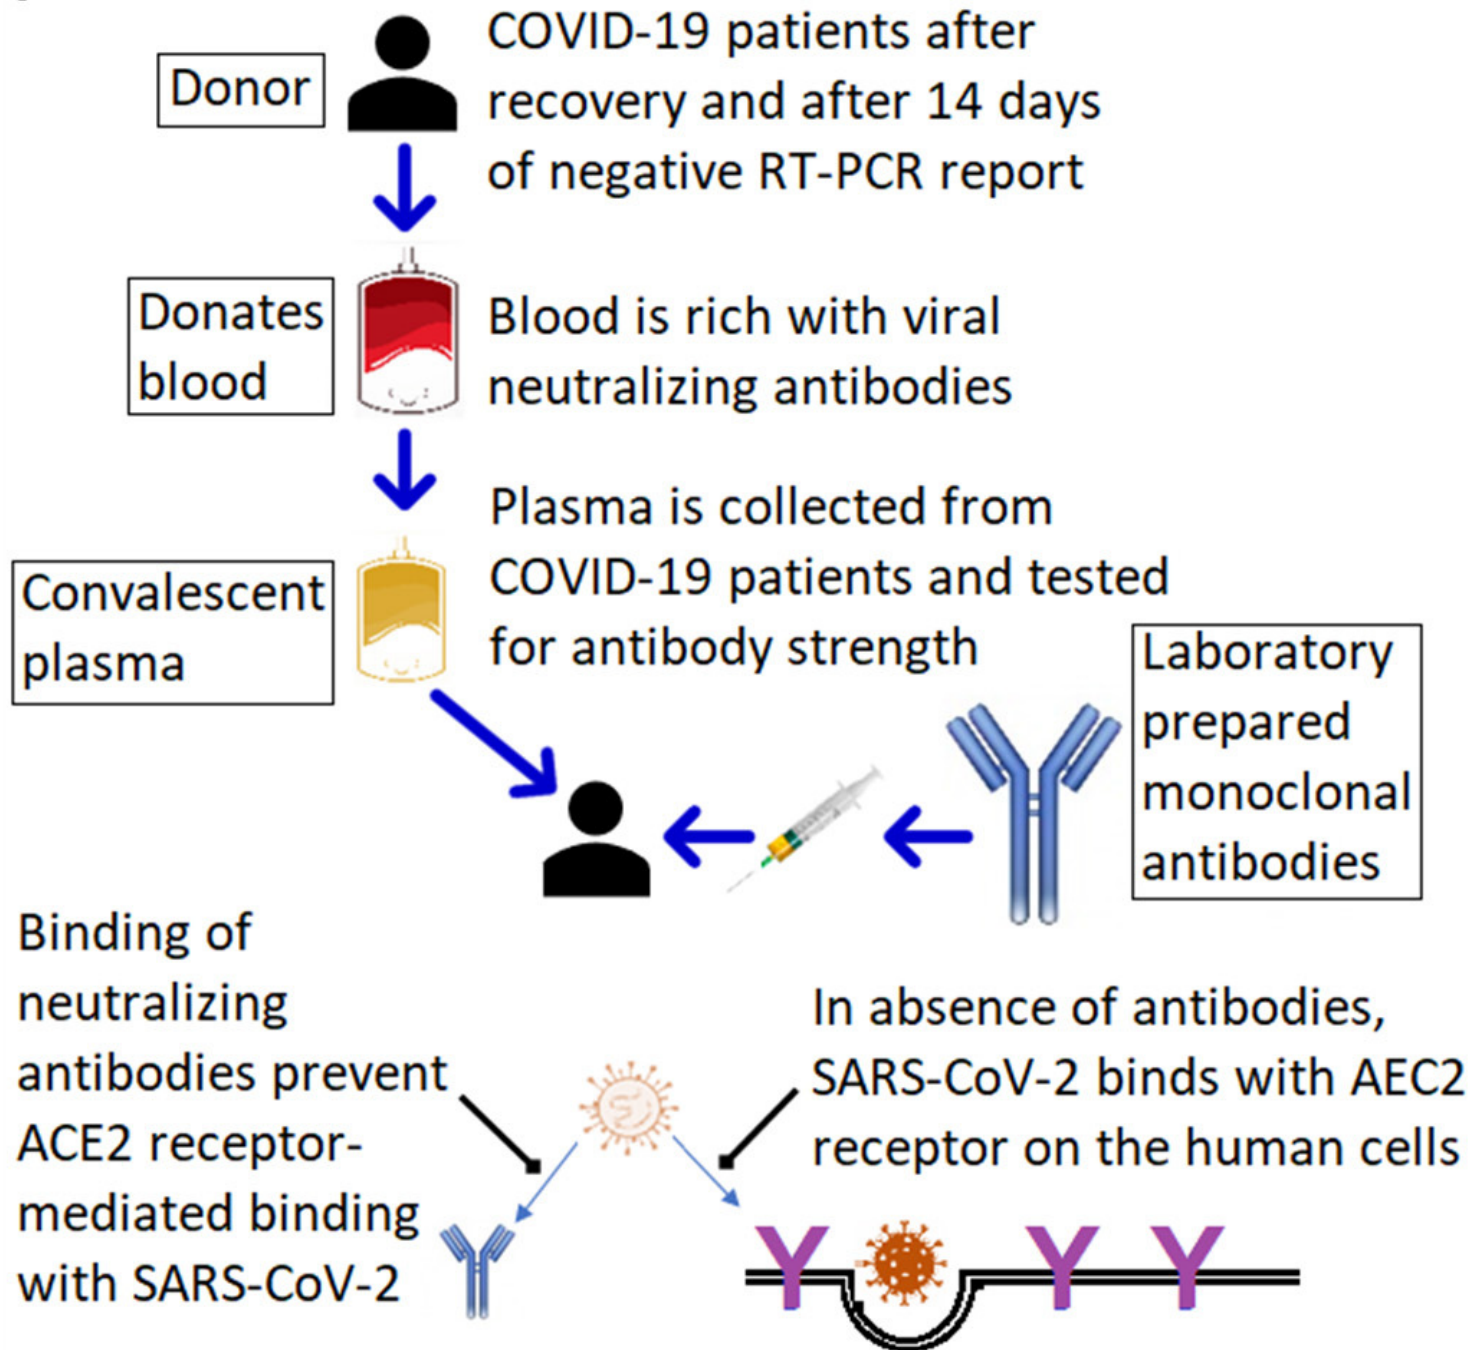 Donor
COVID-19 patients after
recovery and after 14 days
of negative RT-PCR report
Donates
blood
Blood is rich with viral
neutralizing antibodies
Convalescent
plasma
Plasma is collected from
COVID-19 patients and tested
for antibody strength
Laboratory
prepared
monoclonal
antibodies
Binding of
neutralizing
antibodies prevent
ACE2 receptor-
mediated binding
with SARS-CoV-2
In absence of antibodies,
SARS-CoV-2 binds with AEC2
receptor on the human cells